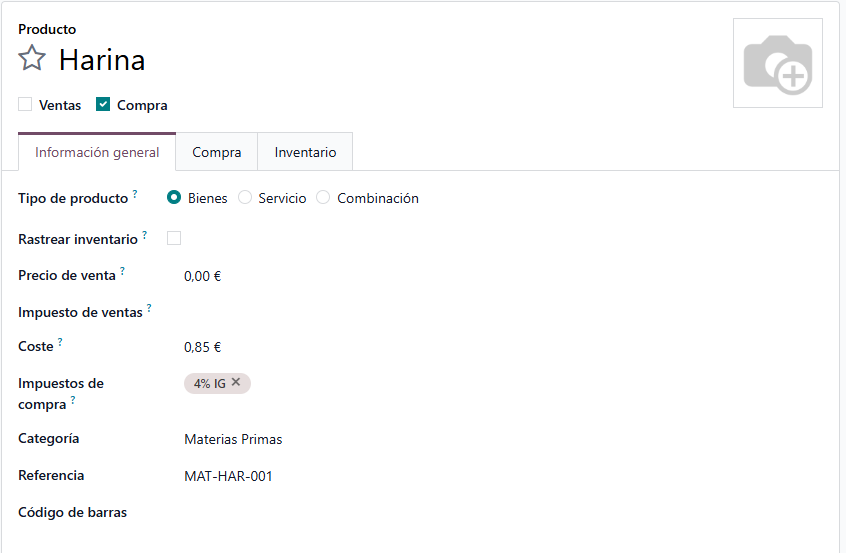 Producto
Harina
Ventas Compra
Información general Compra Inventario
Tipo de producto ? Bienes Servicio Combinación
Rastrear inventario ?
Precio de venta ? 0,00 €
Impuesto de ventas ?
Coste ? 0,85 €
Impuestos de
compra ? 4% IG ✕
Categoría Materias Primas
Referencia MAT-HAR-001
Código de barras